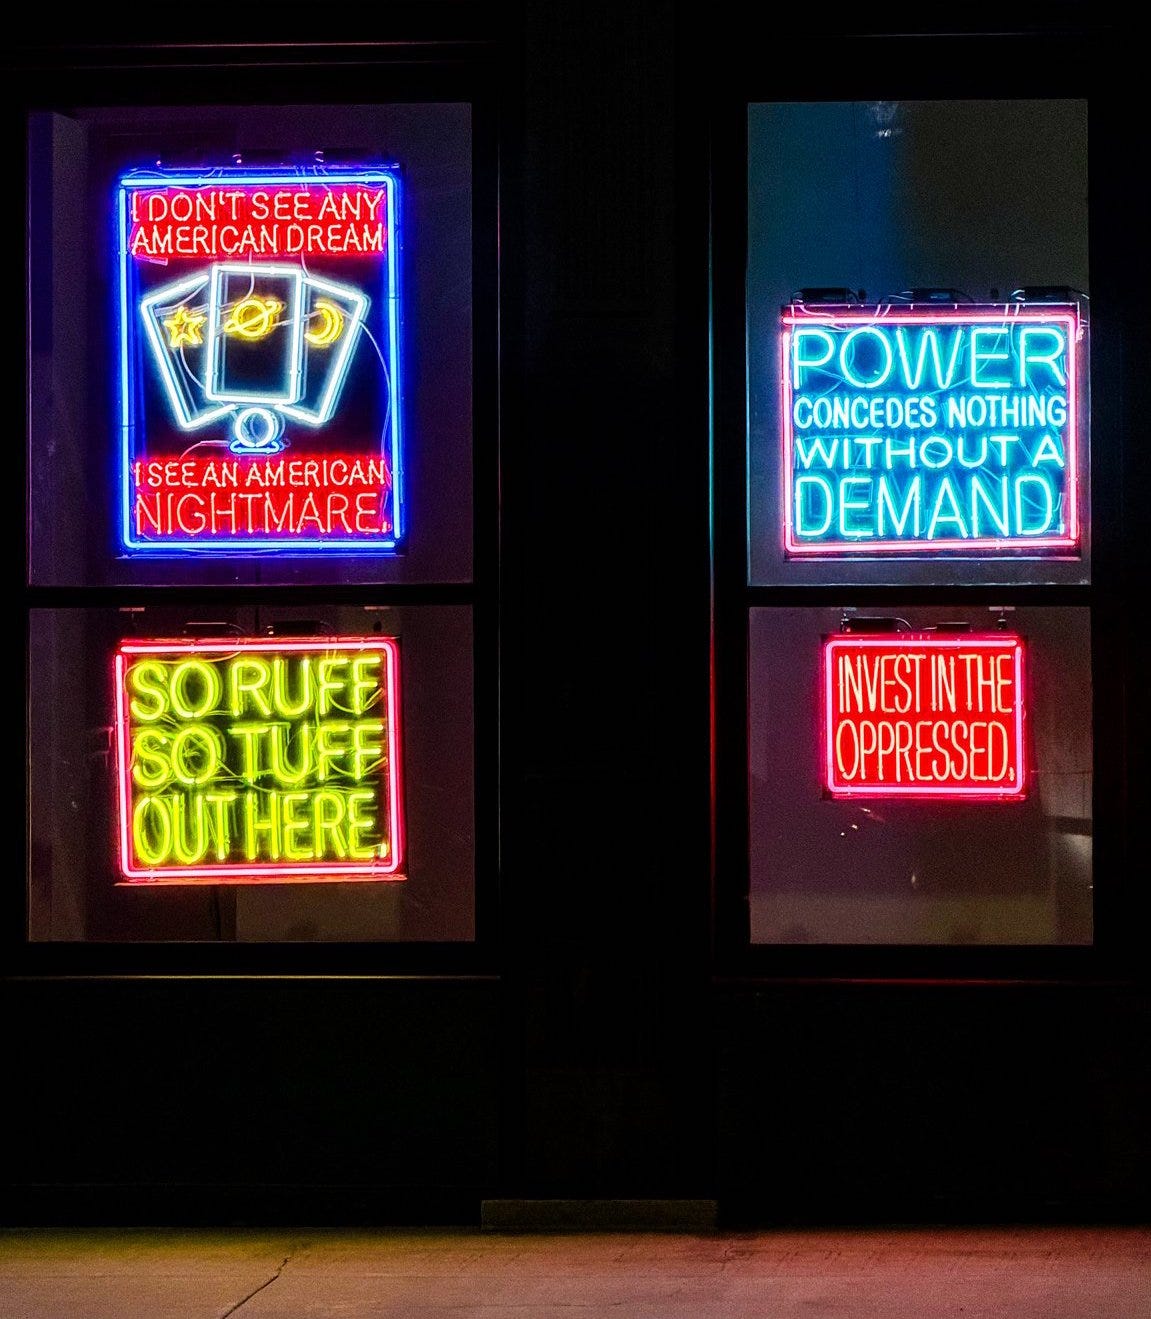 I DON'T SEE ANY
AMERICAN DREAM
I SEE AN AMERICAN
NIGHTMARE.
SO RUFF
SO TUFF
OUT HERE.
POWER
CONCEDES NOTHING
WITHOUT A
DEMAND.
INVEST IN THE
OPPRESSED.